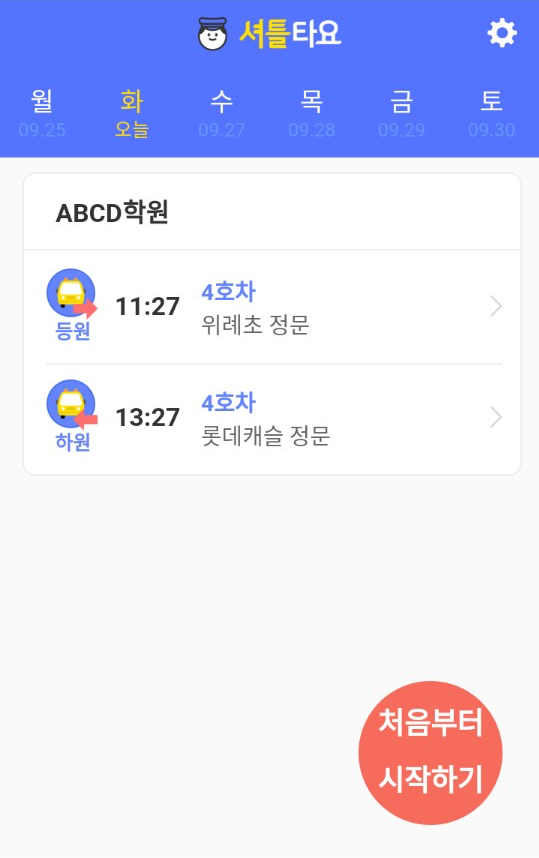 셔틀타요
월 화 수 목 금 토
09.25 오늘 09.27 09.28 09.29 09.30
ABCD학원
등원 11:27 4호차
위례초 정문
하원 13:27 4호차
롯데캐슬 정문
처음부터
시작하기